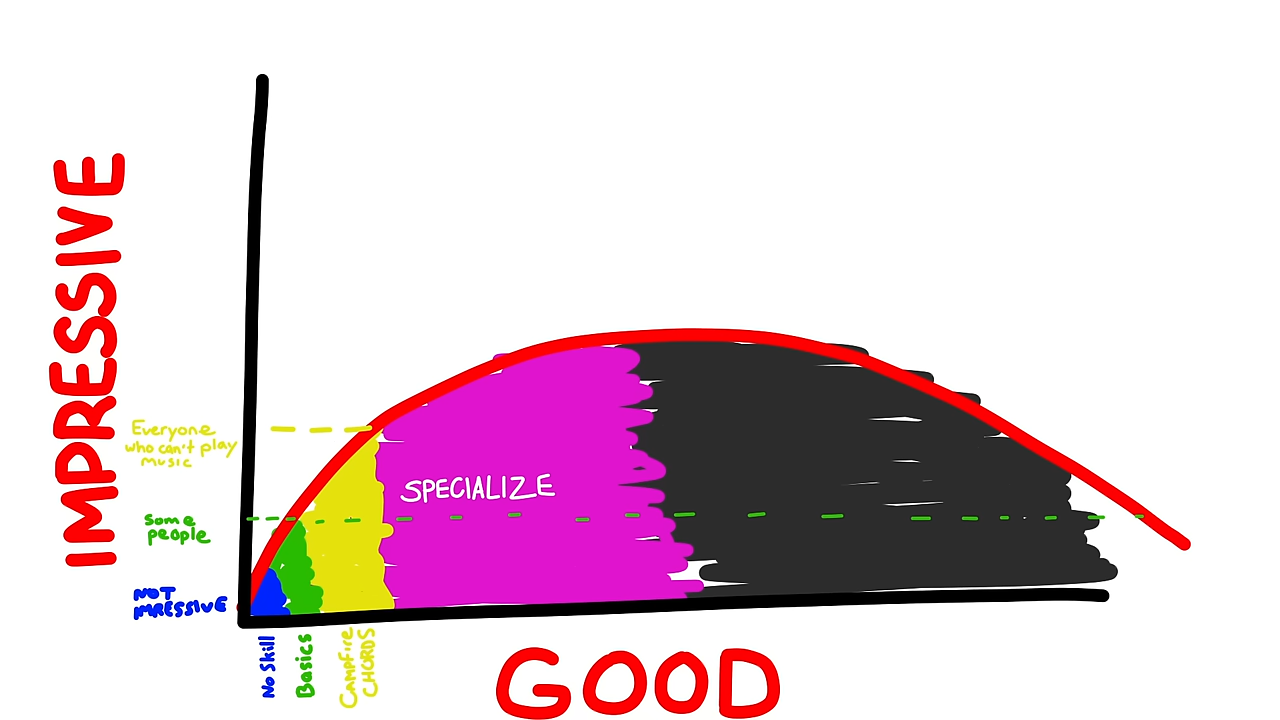 IMPRESSIVE
Everyone
who can't play
music
Some
people
NOT
IMPRESSIVE
SPECIALIZE
No Skill
Basics
CAMPFIRE
CHORDS
GOOD